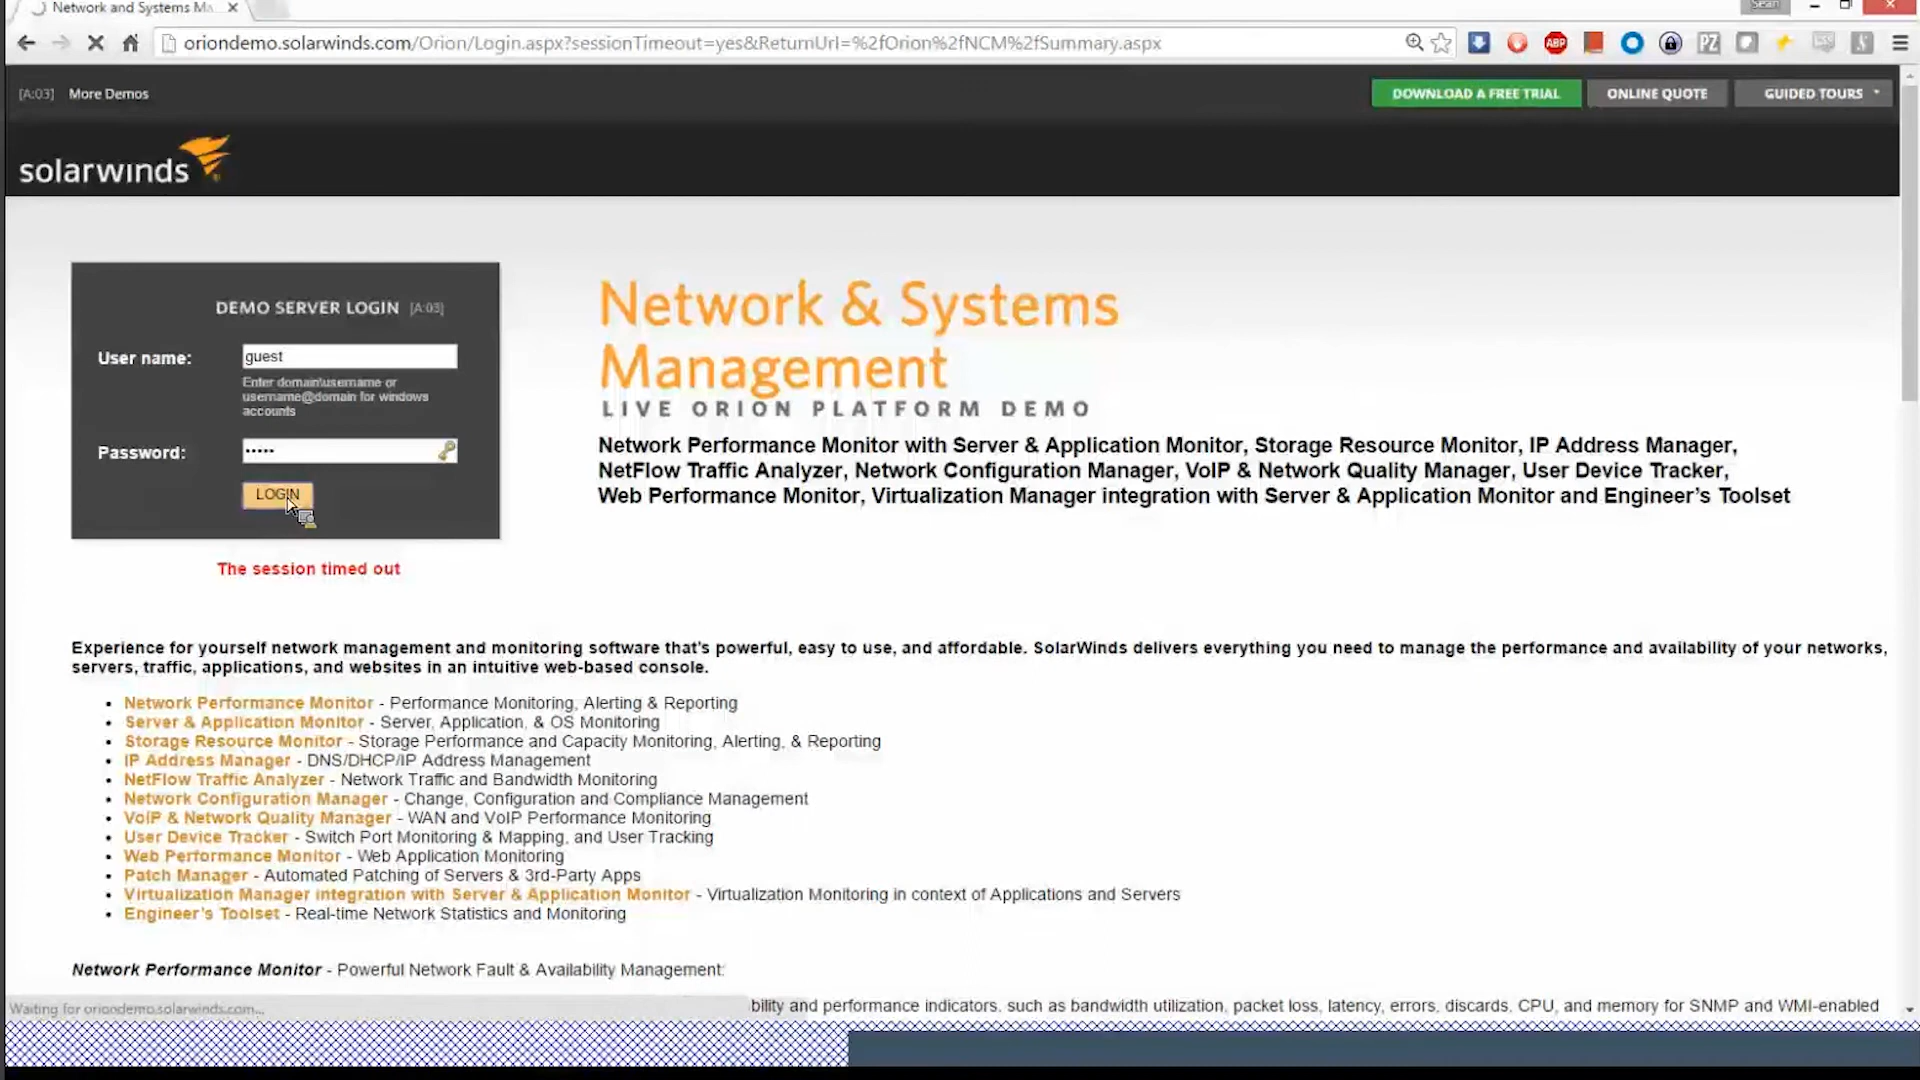 Network and Systems Ma
Sean
oriondemo.solarwinds.com/Orion/Login.aspx?sessionTimeout=yes&ReturnUrl=%2fOrion%2fNCM%2fSummary.aspx
ABP
PZ
[A:03] More Demos
DOWNLOAD A FREE TRIAL
ONLINE QUOTE
GUIDED TOURS
solarwinds
DEMO SERVER LOGIN [A:03]
User name: guest
Enter domain\username or
username@domain for windows
accounts
Password: •••••
LOGIN
The session timed out
Network & Systems
Management
LIVE ORION PLATFORM DEMO
Network Performance Monitor with Server & Application Monitor, Storage Resource Monitor, IP Address Manager,
NetFlow Traffic Analyzer, Network Configuration Manager, VoIP & Network Quality Manager, User Device Tracker,
Web Performance Monitor, Virtualization Manager integration with Server & Application Monitor and Engineer's Toolset
Experience for yourself network management and monitoring software that's powerful, easy to use, and affordable. SolarWinds delivers everything you need to manage the performance and availability of your networks,
servers, traffic, applications, and websites in an intuitive web-based console.
• Network Performance Monitor - Performance Monitoring, Alerting & Reporting
• Server & Application Monitor - Server, Application, & OS Monitoring
• Storage Resource Monitor - Storage Performance and Capacity Monitoring, Alerting, & Reporting
• IP Address Manager - DNS/DHCP/IP Address Management
• NetFlow Traffic Analyzer - Network Traffic and Bandwidth Monitoring
• Network Configuration Manager - Change, Configuration and Compliance Management
• VoIP & Network Quality Manager - WAN and VoIP Performance Monitoring
• User Device Tracker - Switch Port Monitoring & Mapping, and User Tracking
• Web Performance Monitor - Web Application Monitoring
• Patch Manager - Automated Patching of Servers & 3rd-Party Apps
• Virtualization Manager integration with Server & Application Monitor - Virtualization Monitoring in context of Applications and Servers
• Engineer's Toolset - Real-time Network Statistics and Monitoring
Network Performance Monitor - Powerful Network Fault & Availability Management:
Waiting for oriondemo.solarwinds.com...
bility and performance indicators, such as bandwidth utilization, packet loss, latency, errors, discards, CPU, and memory for SNMP and WMI-enabled